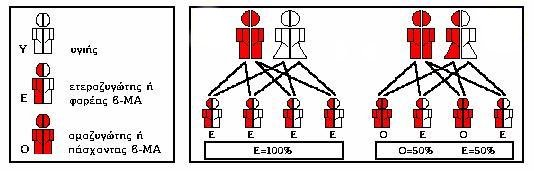 Υ υγιής
Ε ετεροζυγώτης ή
φορέας β-ΜΑ
Ο ομοζυγώτης ή
πάσχοντας β-ΜΑ
Ε Ε Ε Ε
Ε=100%
Ο Ε Ο Ε
Ο=50% Ε=50%